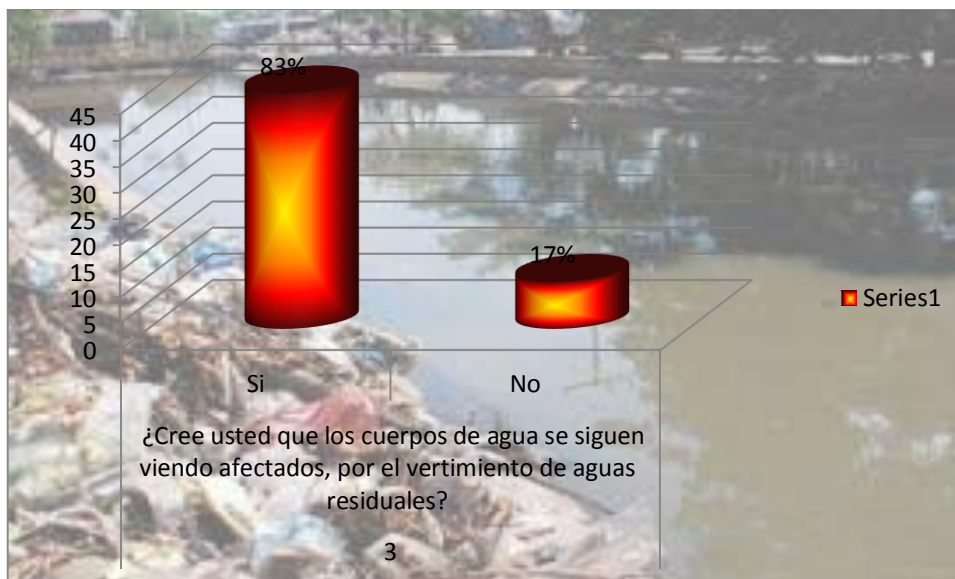 83%
45
40
35
30
25
20
15
10
5
0
17%
Series1
Si
No
¿Cree usted que los cuerpos de agua se siguen
viendo afectados, por el vertimiento de aguas
residuales?
3